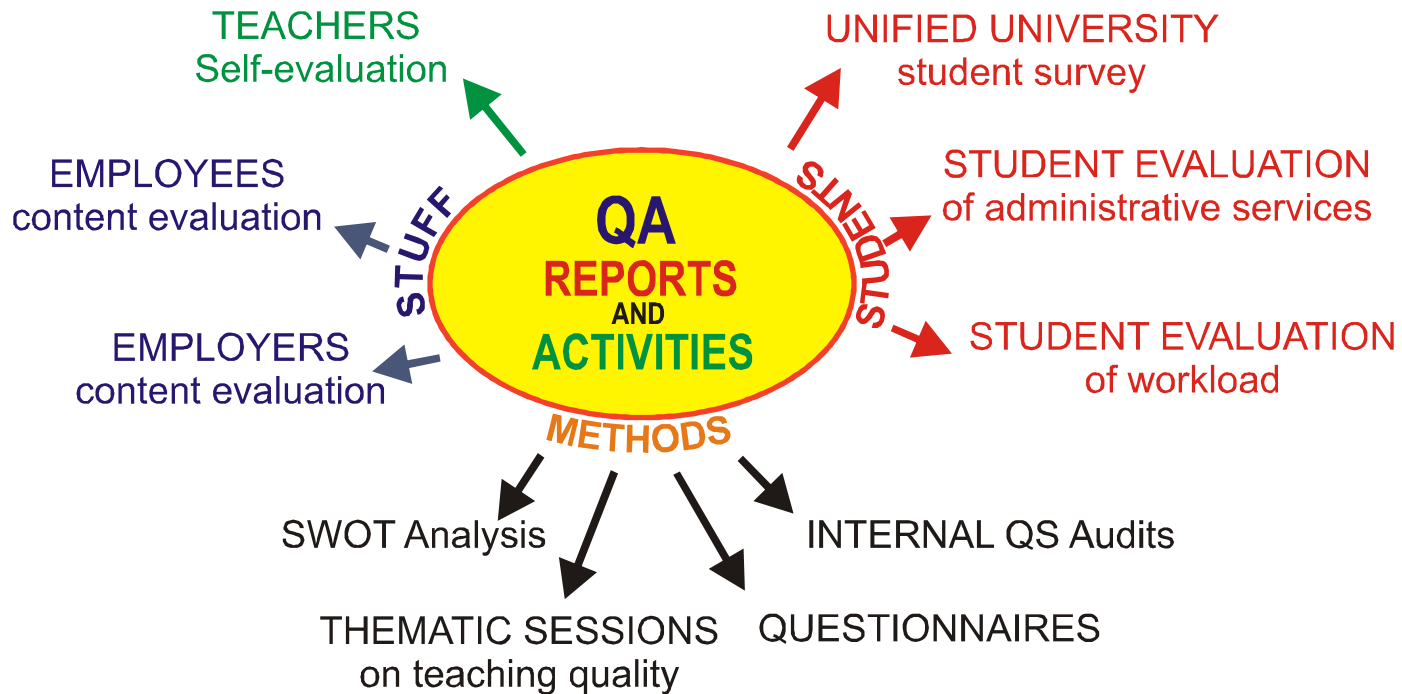 TEACHERS
Self-evaluation
UNIFIED UNIVERSITY
student survey
EMPLOYEES
content evaluation
STUDENT EVALUATION
of administrative services
STUFF
QA
REPORTS
AND
ACTIVITIES
STUDENTS
EMPLOYERS
content evaluation
STUDENT EVALUATION
of workload
METHODS
SWOT Analysis
INTERNAL QS Audits
THEMATIC SESSIONS
on teaching quality
QUESTIONNAIRES